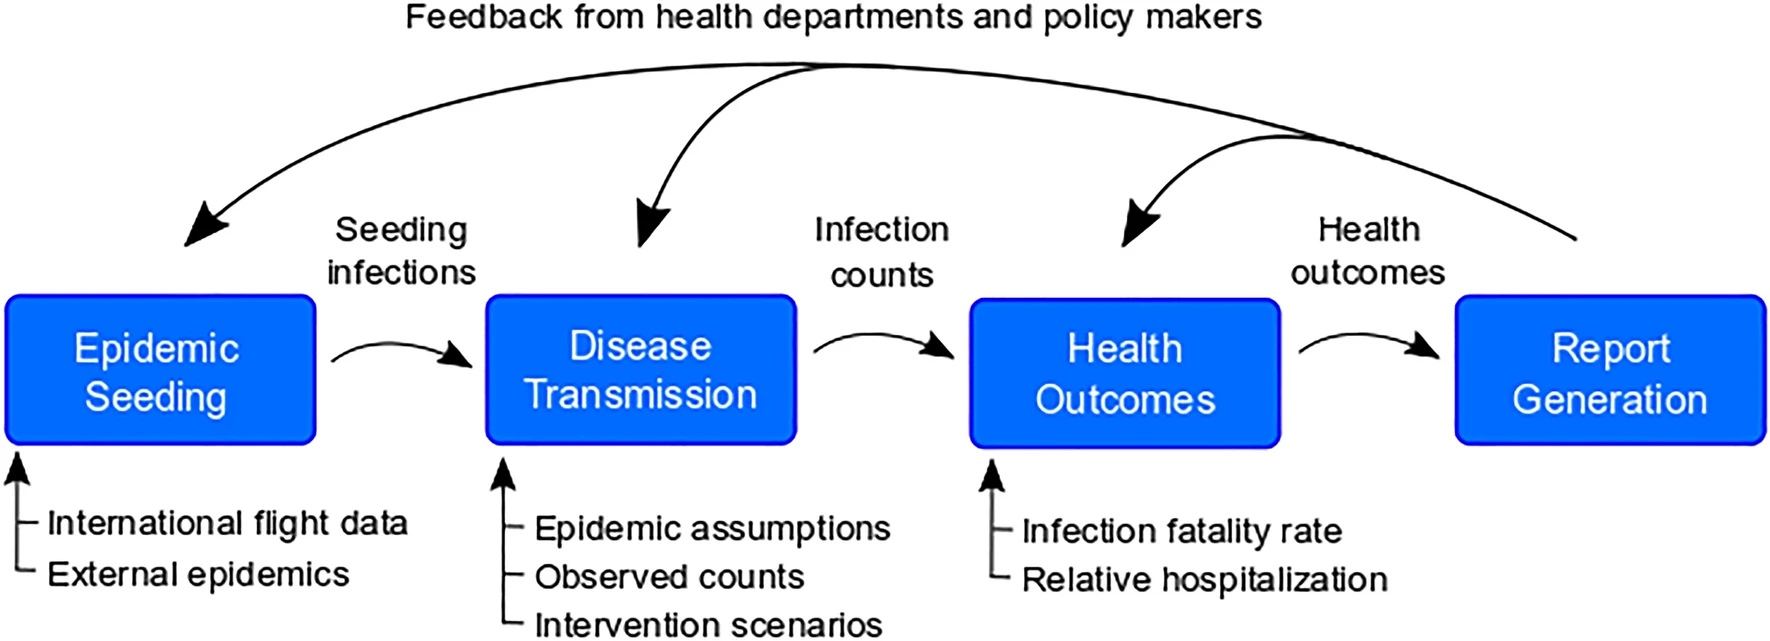 Feedback from health departments and policy makers
Seeding
infections
Infection
counts
Health
outcomes
Epidemic
Seeding
Disease
Transmission
Health
Outcomes
Report
Generation
International flight data
External epidemics
Epidemic assumptions
Observed counts
Intervention scenarios
Infection fatality rate
Relative hospitalization